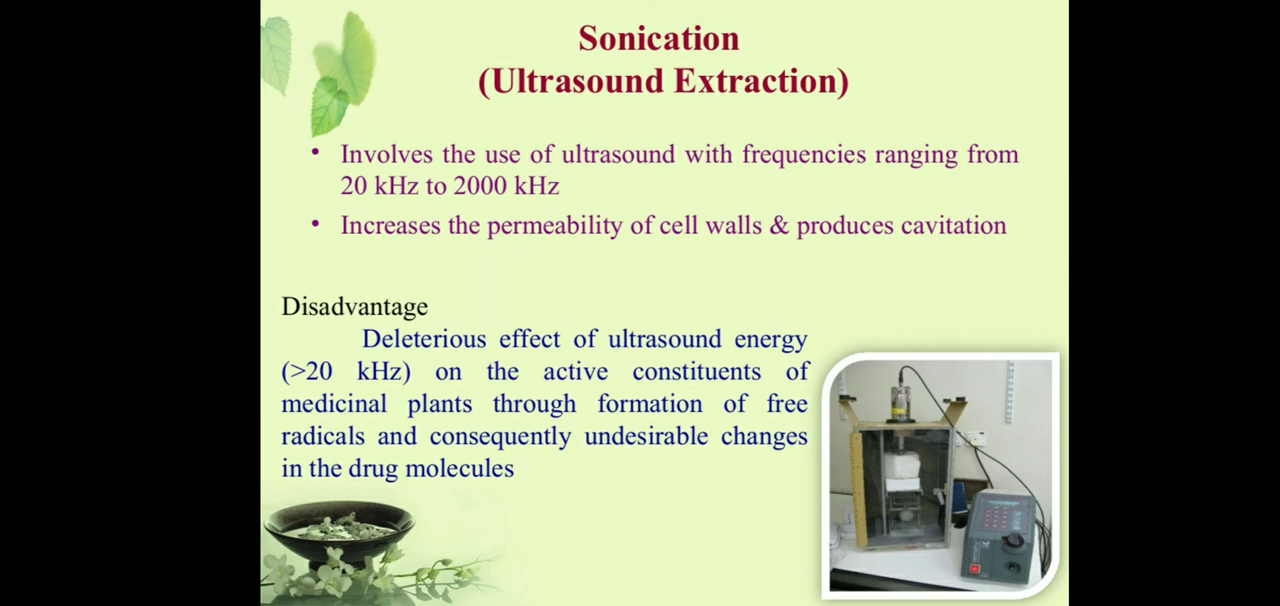 Sonication
(Ultrasound Extraction)
• Involves the use of ultrasound with frequencies ranging from
20 kHz to 2000 kHz
• Increases the permeability of cell walls & produces cavitation
Disadvantage
Deleterious effect of ultrasound energy
(>20 kHz) on the active constituents of
medicinal plants through formation of free
radicals and consequently undesirable changes
in the drug molecules